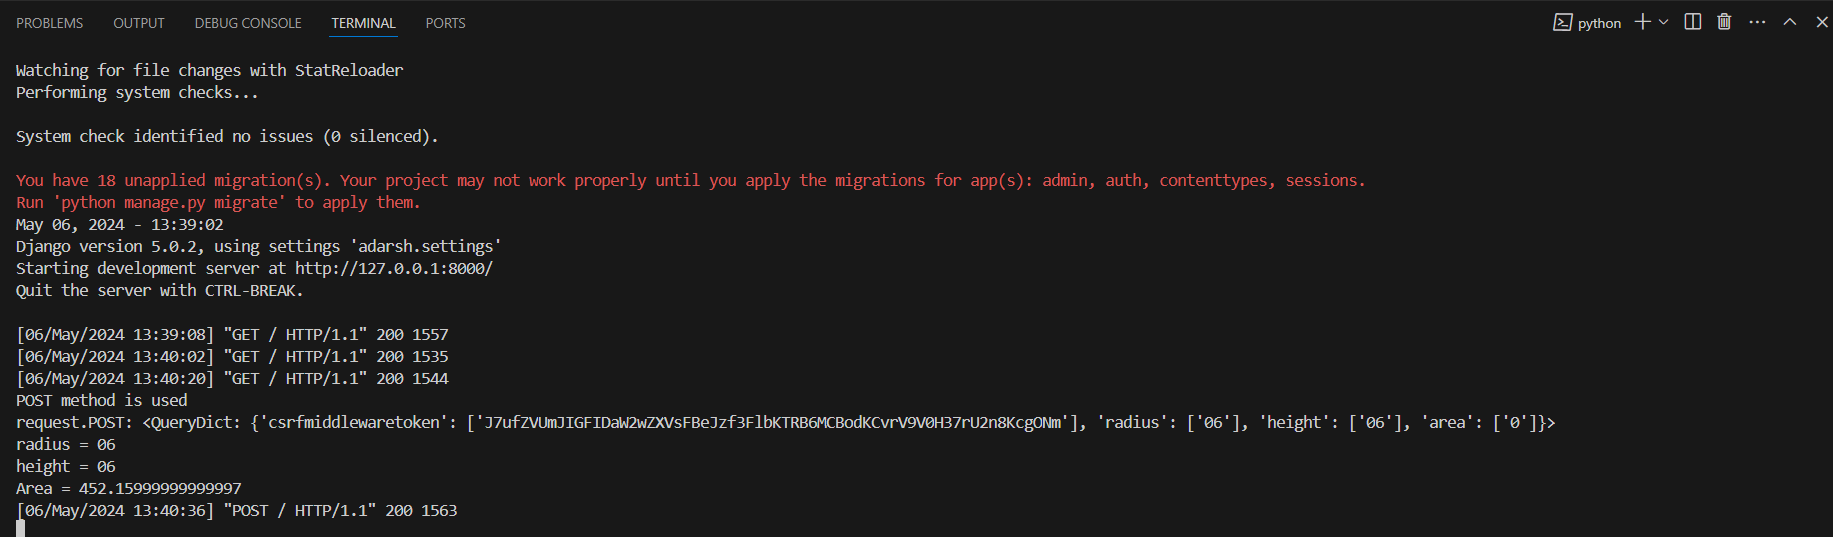 PROBLEMS OUTPUT DEBUG CONSOLE TERMINAL PORTS python
Watching for file changes with StatReloader
Performing system checks...
System check identified no issues (0 silenced).
You have 18 unapplied migration(s). Your project may not work properly until you apply the migrations for app(s): admin, auth, contenttypes, sessions.
Run 'python manage.py migrate' to apply them.
May 06, 2024 - 13:39:02
Django version 5.0.2, using settings 'adarsh.settings'
Starting development server at http://127.0.0.1:8000/
Quit the server with CTRL-BREAK.
[06/May/2024 13:39:08] "GET / HTTP/1.1" 200 1557
[06/May/2024 13:40:02] "GET / HTTP/1.1" 200 1535
[06/May/2024 13:40:20] "GET / HTTP/1.1" 200 1544
POST method is used
request.POST: <QueryDict: {'csrfmiddlewaretoken': ['J7ufZVUmJIGFIDaW2wZXVsFBeJzf3FlbKTRB6MCBodKCvrV9V0H37rU2n8KcgONm'], 'radius': ['06'], 'height': ['06'], 'area': ['0']}>
radius = 06
height = 06
Area = 452.15999999999997
[06/May/2024 13:40:36] "POST / HTTP/1.1" 200 1563